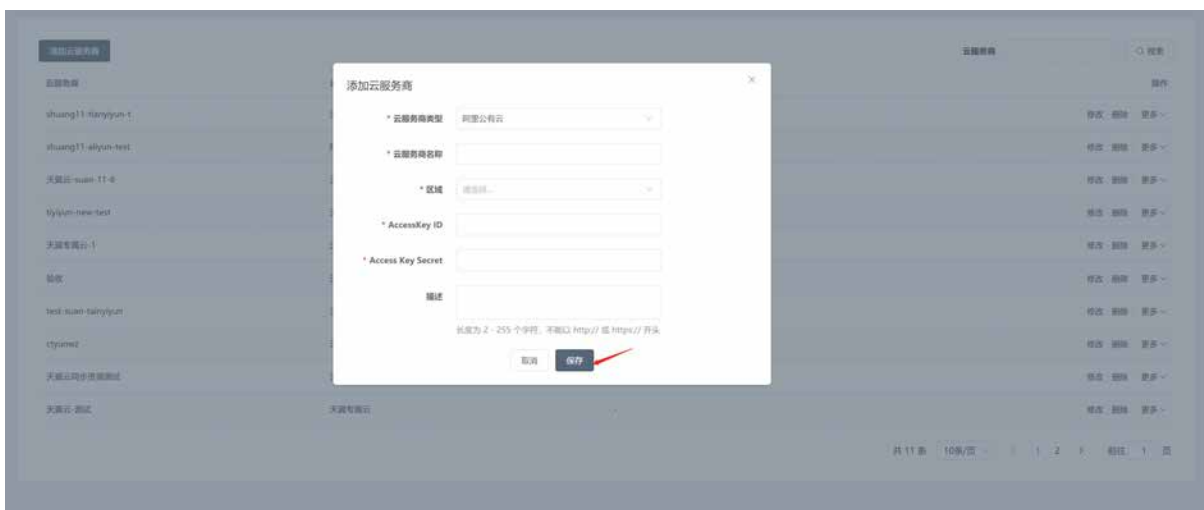 添加云服务商
云服务商
搜索
云服务商
操作
shuang11-tianyiyun-t
修改 删除 更多
shuang11-aliyun-test
修改 删除 更多
修改 删除 更多
tiyiyun-new-test
修改 删除 更多
天翼专属云-1
修改 删除 更多
验收
修改 删除 更多
test-suan-tainyiyun
修改 删除 更多
修改 删除 更多
天翼云同步资源测试
修改 删除 更多
天翼云-测试
天翼专属云
修改 删除 更多
共 11 条 10条/页 1 2 前往 1 页
添加云服务商
* 云服务商类型 阿里公有云
* 云服务商名称
* 区域 请选择...
* AccessKey ID
* Access Key Secret
描述
长度为 2 - 255 个字符，不能以 http:// 或 https:// 开头
取消 保存